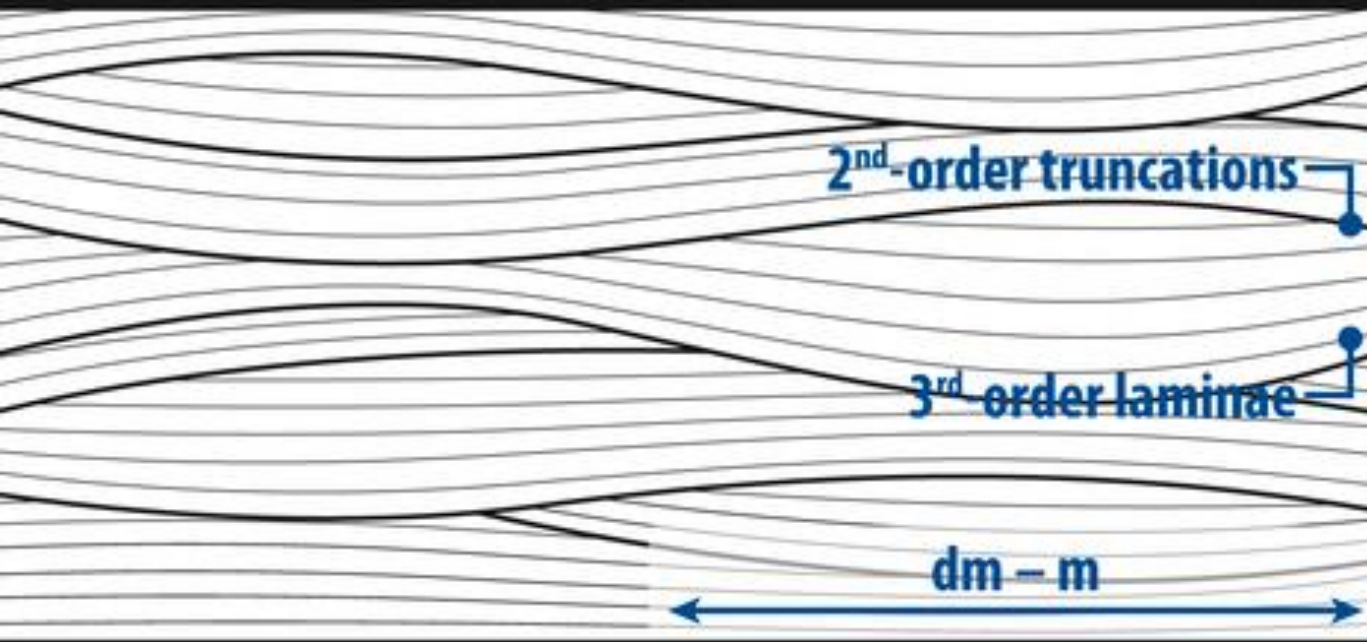 2nd-order truncations
3rd-order laminae
dm – m